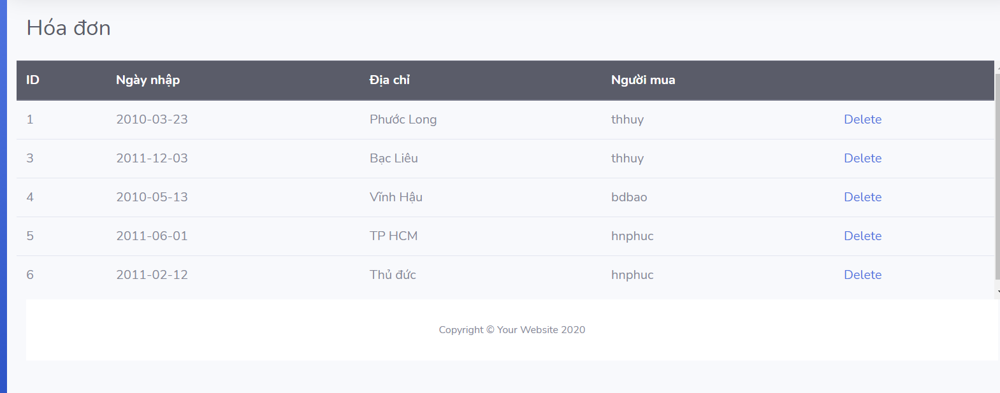 Hóa đơn
ID Ngày nhập Địa chỉ Người mua
1 2010-03-23 Phước Long thhuy Delete
3 2011-12-03 Bạc Liêu thhuy Delete
4 2010-05-13 Vĩnh Hậu bdbao Delete
5 2011-06-01 TP HCM hnphuc Delete
6 2011-02-12 Thủ đức hnphuc Delete
Copyright © Your Website 2020